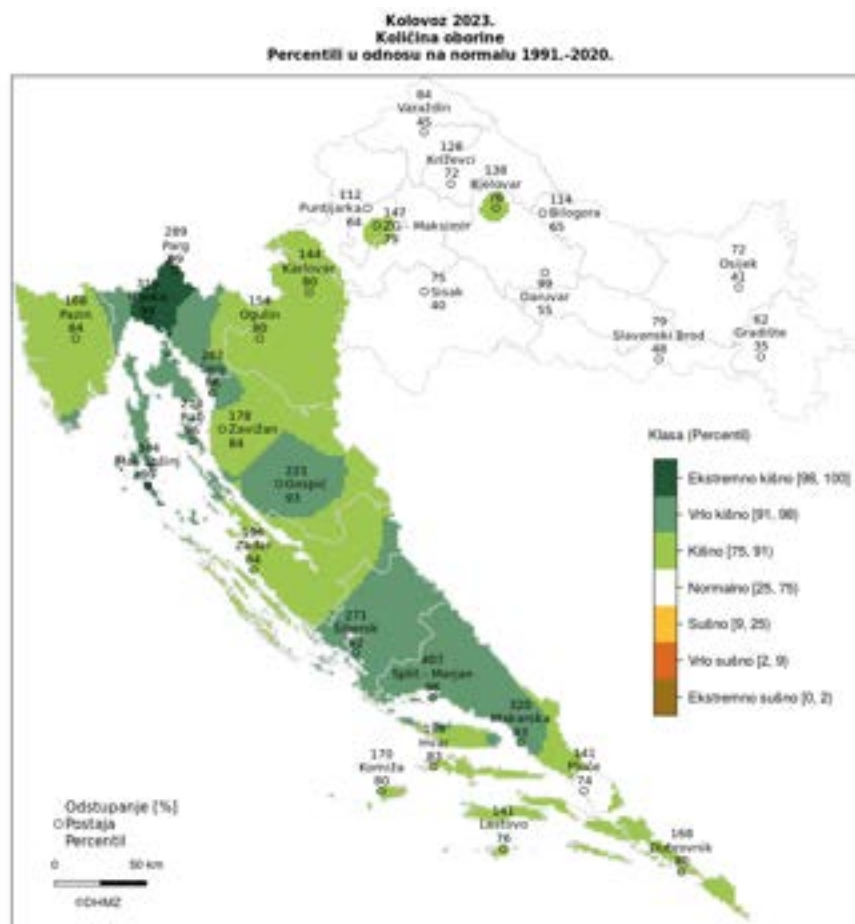 Kolovoz 2023.
Količina oborine
Percentili u odnosu na normalu 1991.-2020.
84
Varaždin
45
128
Križevci
72
138
Bjelovar
112
Puntijarka
64
147
ZG - Maksimir
75
114
Bilogora
65
289
Parg
99
144
Karlovac
80
75
Sisak
40
99
Daruvar
55
72
Osijek
41
62
Gradište
35
79
Slavonski Brod
48
Pazin
84
154
Ogulin
80
178
Zavižan
84
Gospić
93
Zadar
271
Šibenik
Split - Marjan
320
Makarska
Hvar
83
170
Komiža
80
141
Ploče
74
141
Lastovo
76
168
Dubrovnik
Klasa (Percentil)
Ekstremno kišno [98, 100]
Vrlo kišno [91, 98)
Kišno [75, 91)
Normalno [25, 75)
Sušno [9, 25)
Vrlo sušno [2, 9)
Ekstremno sušno [0, 2)
Odstupanje [%]
Postaja
Percentil
0 50 km
©DHMZ